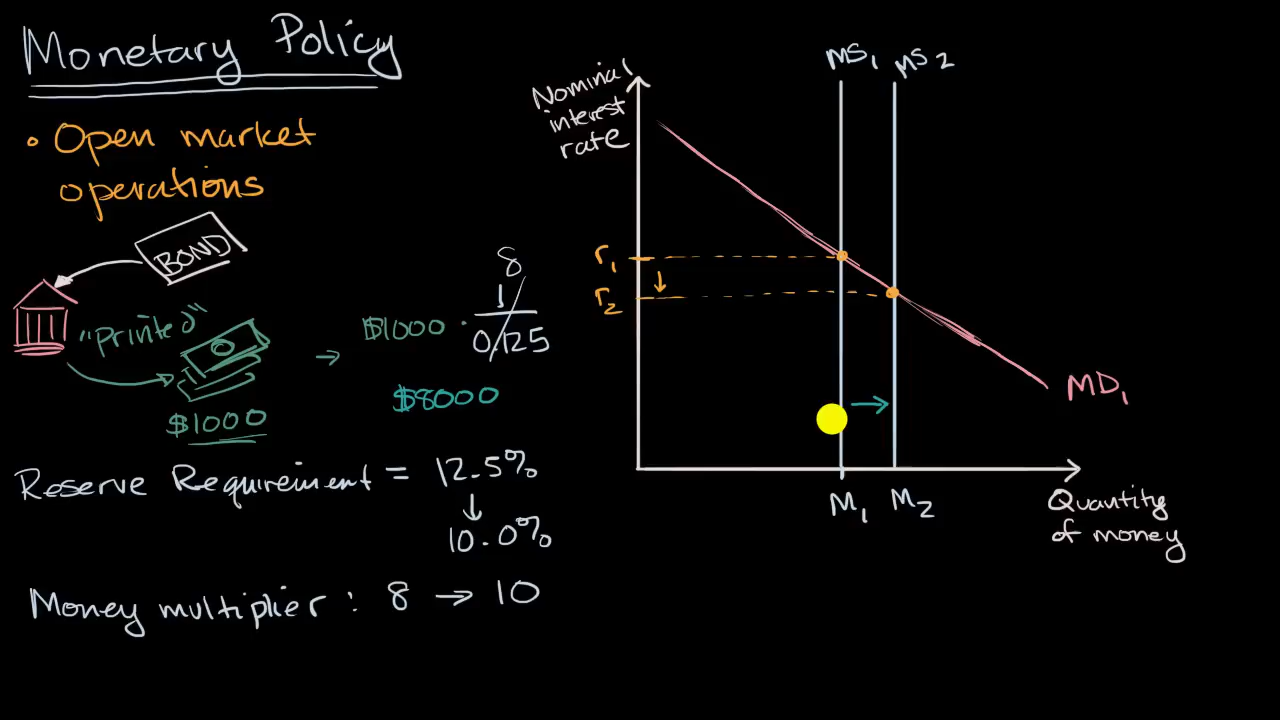 Monetary Policy
• Open market
operations
BOND
"printed"
$1000
$1000 · 1/0.125
8
$8000
Reserve Requirement = 12.5%
↓
10.0%
Money multiplier : 8 → 10
Nominal
interest
rate
MS1
MS2
r1
r2
MD1
M1
M2
Quantity
of money